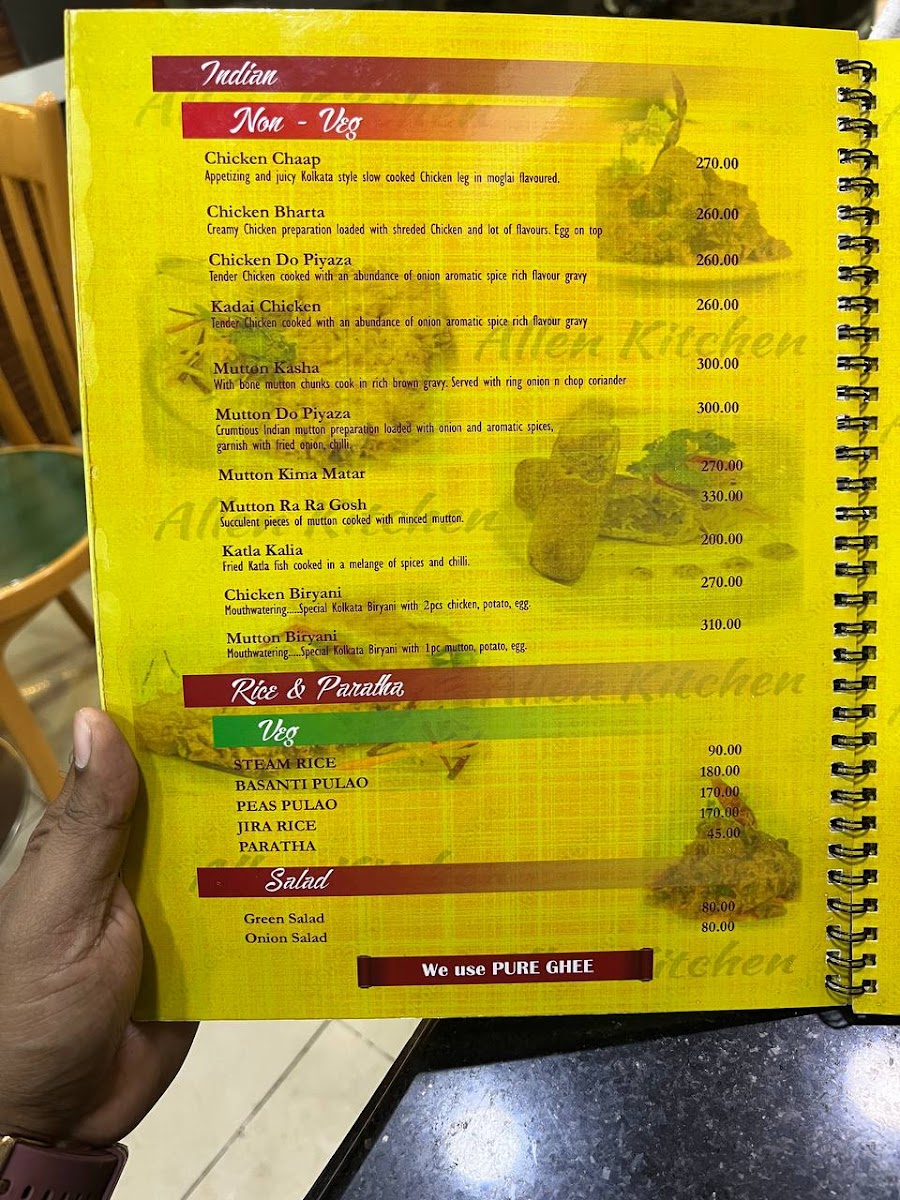 Indian
Non - Veg
Chicken Chaap 270.00
Appetizing and juicy Kolkata style slow cooked Chicken leg in moglai flavoured.
Chicken Bharta 260.00
Creamy Chicken preparation loaded with shreded Chicken and lot of flavours. Egg on top
Chicken Do Piyaza 260.00
Tender Chicken cooked with an abundance of onion aromatic spice rich flavour gravy
Kadai Chicken 260.00
Tender Chicken cooked with an abundance of onion aromatic spice rich flavour gravy
Allen Kitchen
Mutton Kasha 300.00
With bone mutton chunks cook in rich brown gravy. Served with ring onion n chop coriander
Mutton Do Piyaza 300.00
Crumtious Indian mutton preparation loaded with onion and aromatic spices,
garnish with fried onion, chilli.
Mutton Kima Matar 270.00
Mutton Ra Ra Gosh 330.00
Succulent pieces of mutton cooked with minced mutton.
Allen Kitchen
Katla Kalia 200.00
Fried Katla fish cooked in a melange of spices and chilli.
Chicken Biryani 270.00
Mouthwatering.....Special Kolkata Biryani with 2pcs chicken, potato, egg.
Mutton Biryani 310.00
Mouthwatering.....Special Kolkata Biryani with 1pc mutton, potato, egg.
Rice & Paratha
Allen Kitchen
Veg
STEAM RICE 90.00
BASANTI PULAO 180.00
PEAS PULAO 170.00
JIRA RICE 170.00
PARATHA 45.00
Salad
Green Salad 80.00
Onion Salad 80.00
We use PURE GHEE